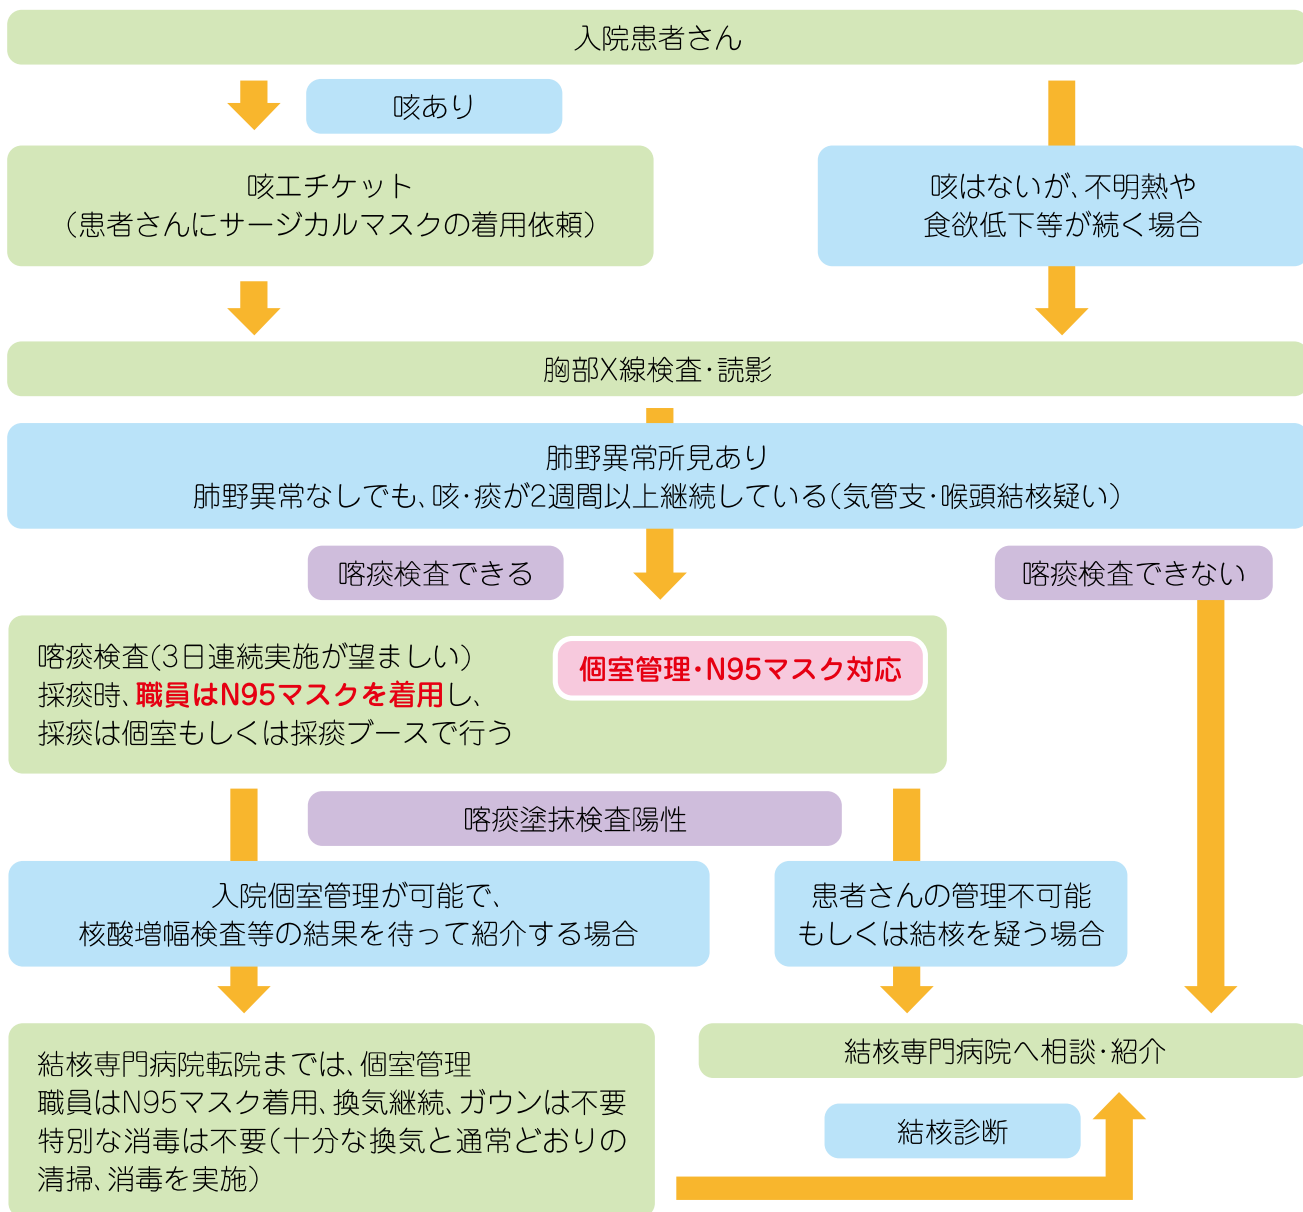 入院患者さん
咳あり
咳エチケット
（患者さんにサージカルマスクの着用依頼）
咳はないが、不明熱や
食欲低下等が続く場合
胸部X線検査・読影
肺野異常所見あり
肺野異常なしでも、咳・痰が2週間以上継続している（気管支・喉頭結核疑い）
喀痰検査できる
喀痰検査できない
喀痰検査(3日連続実施が望ましい)
採痰時、職員はN95マスクを着用し、
採痰は個室もしくは採痰ブースで行う
個室管理・N95マスク対応
喀痰塗抹検査陽性
入院個室管理が可能で、
核酸増幅検査等の結果を待って紹介する場合
患者さんの管理不可能
もしくは結核を疑う場合
結核専門病院転院までは、個室管理
職員はN95マスク着用、換気継続、ガウンは不要
特別な消毒は不要（十分な換気と通常どおりの
清掃、消毒を実施）
結核専門病院へ相談・紹介
結核診断